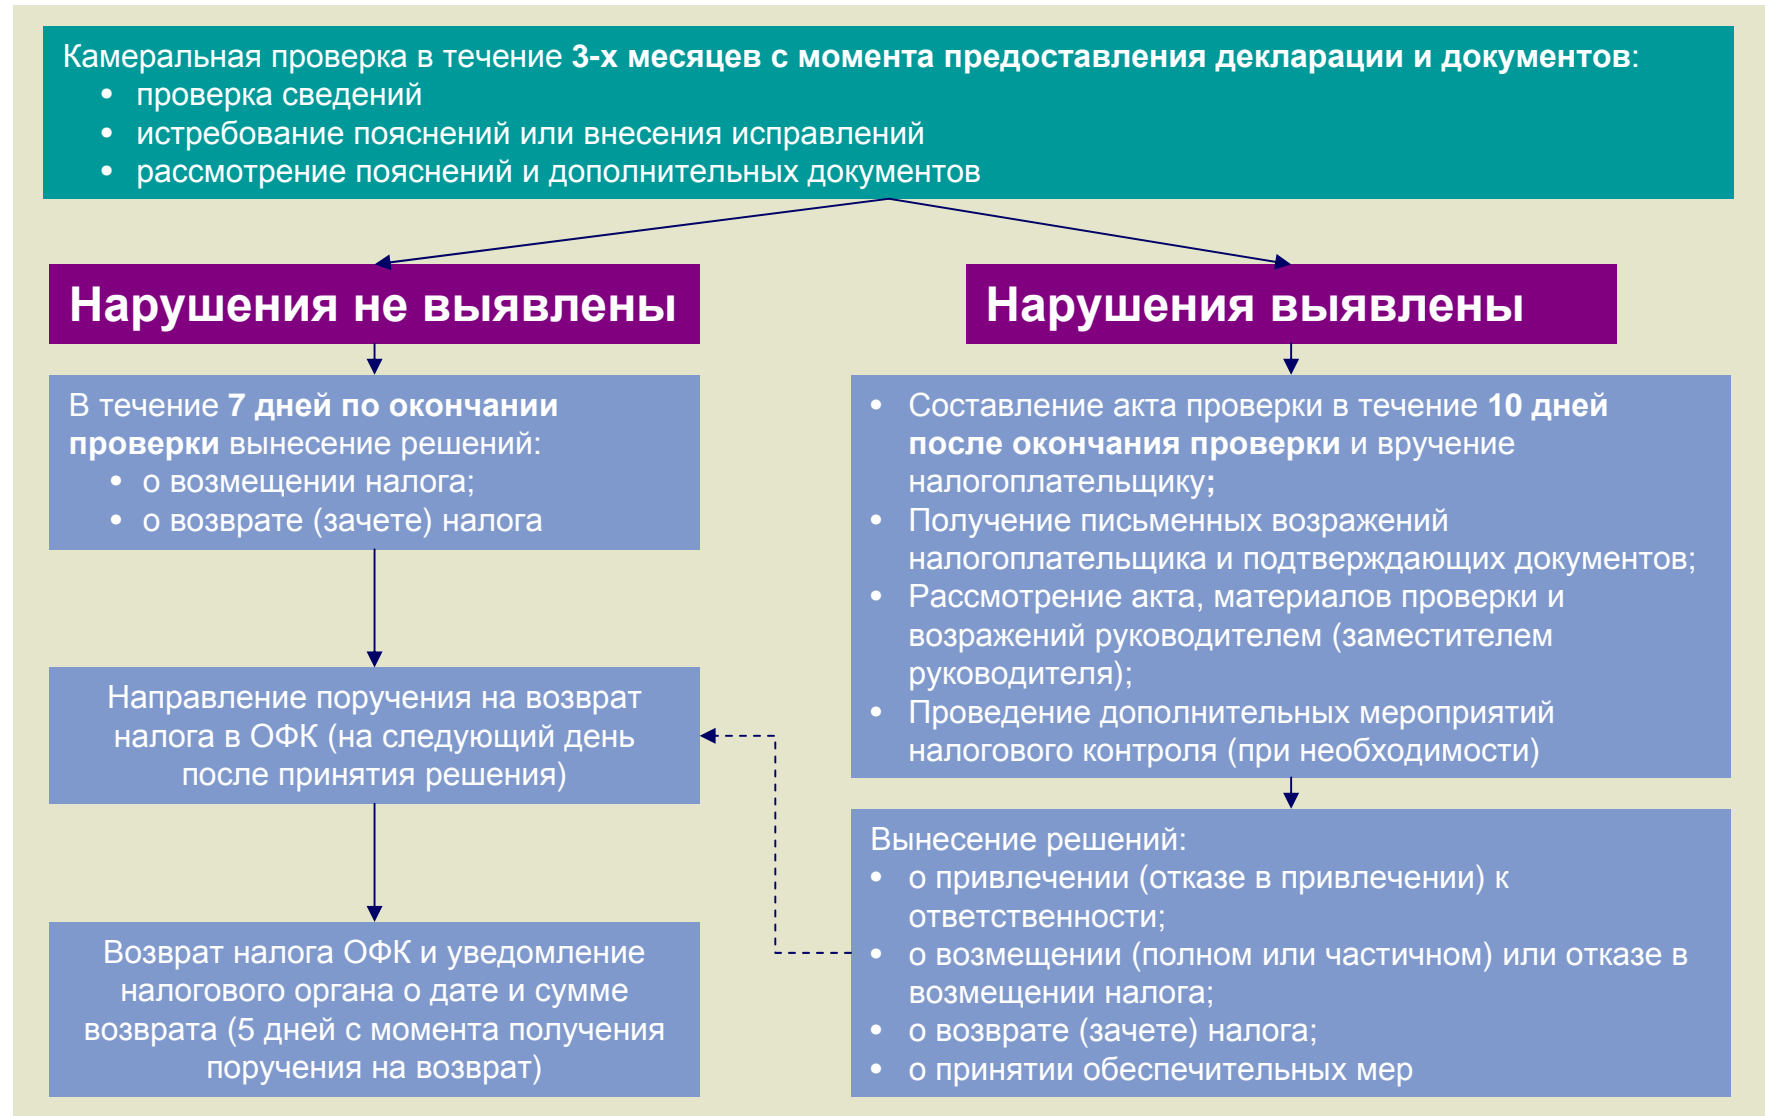 Камеральная проверка в течение 3-х месяцев с момента предоставления декларации и документов:
• проверка сведений
• истребование пояснений или внесения исправлений
• рассмотрение пояснений и дополнительных документов
Нарушения не выявлены
В течение 7 дней по окончании
проверки вынесение решений:
• о возмещении налога;
• о возврате (зачете) налога
Направление поручения на возврат
налога в ОФК (на следующий день
после принятия решения)
Возврат налога ОФК и уведомление
налогового органа о дате и сумме
возврата (5 дней с момента получения
поручения на возврат)
Нарушения выявлены
• Составление акта проверки в течение 10 дней
после окончания проверки и вручение
налогоплательщику;
• Получение письменных возражений
налогоплательщика и подтверждающих документов;
• Рассмотрение акта, материалов проверки и
возражений руководителем (заместителем
руководителя);
• Проведение дополнительных мероприятий
налогового контроля (при необходимости)
Вынесение решений:
• о привлечении (отказе в привлечении) к
ответственности;
• о возмещении (полном или частичном) или отказе в
возмещении налога;
• о возврате (зачете) налога;
• о принятии обеспечительных мер